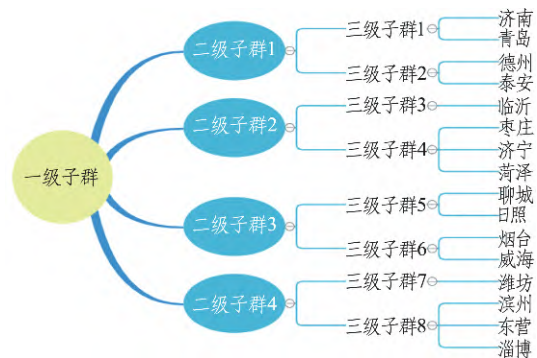 一级子群
二级子群1
三级子群1
济南
青岛
三级子群2
德州
泰安
二级子群2
三级子群3
临沂
三级子群4
枣庄
济宁
菏泽
二级子群3
三级子群5
聊城
日照
三级子群6
烟台
威海
二级子群4
三级子群7
潍坊
三级子群8
滨州
东营
淄博